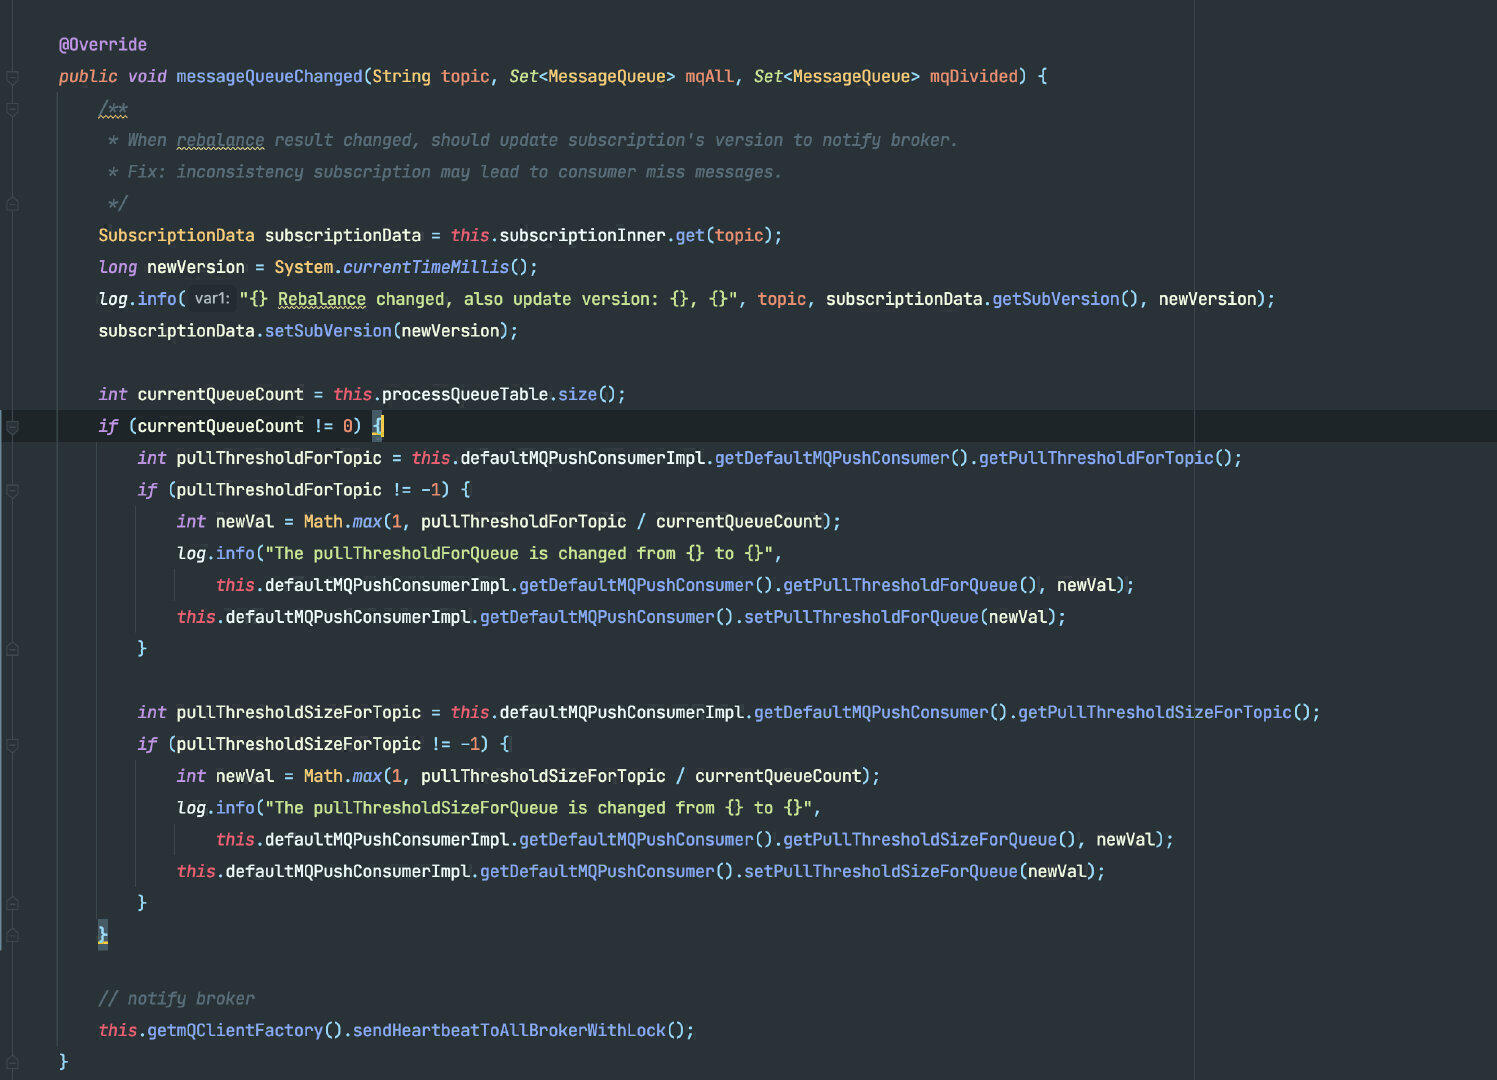 @Override
public void messageQueueChanged(String topic, Set<MessageQueue> mqAll, Set<MessageQueue> mqDivided) {
    /**
     * When rebalance result changed, should update subscription's version to notify broker.
     * Fix: inconsistency subscription may lead to consumer miss messages.
     */
    SubscriptionData subscriptionData = this.subscriptionInner.get(topic);
    long newVersion = System.currentTimeMillis();
    log.info( var1: "{} Rebalance changed, also update version: {}, {}", topic, subscriptionData.getSubVersion(), newVersion);
    subscriptionData.setSubVersion(newVersion);

    int currentQueueCount = this.processQueueTable.size();
    if (currentQueueCount != 0) {
        int pullThresholdForTopic = this.defaultMQPushConsumerImpl.getDefaultMQPushConsumer().getPullThresholdForTopic();
        if (pullThresholdForTopic != -1) {
            int newVal = Math.max(1, pullThresholdForTopic / currentQueueCount);
            log.info("The pullThresholdForQueue is changed from {} to {}",
                this.defaultMQPushConsumerImpl.getDefaultMQPushConsumer().getPullThresholdForQueue(), newVal);
            this.defaultMQPushConsumerImpl.getDefaultMQPushConsumer().setPullThresholdForQueue(newVal);
        }

        int pullThresholdSizeForTopic = this.defaultMQPushConsumerImpl.getDefaultMQPushConsumer().getPullThresholdSizeForTopic();
        if (pullThresholdSizeForTopic != -1) {
            int newVal = Math.max(1, pullThresholdSizeForTopic / currentQueueCount);
            log.info("The pullThresholdSizeForQueue is changed from {} to {}",
                this.defaultMQPushConsumerImpl.getDefaultMQPushConsumer().getPullThresholdSizeForQueue(), newVal);
            this.defaultMQPushConsumerImpl.getDefaultMQPushConsumer().setPullThresholdSizeForQueue(newVal);
        }
    }

    // notify broker
    this.getmQClientFactory().sendHeartbeatToAllBrokerWithLock();
}